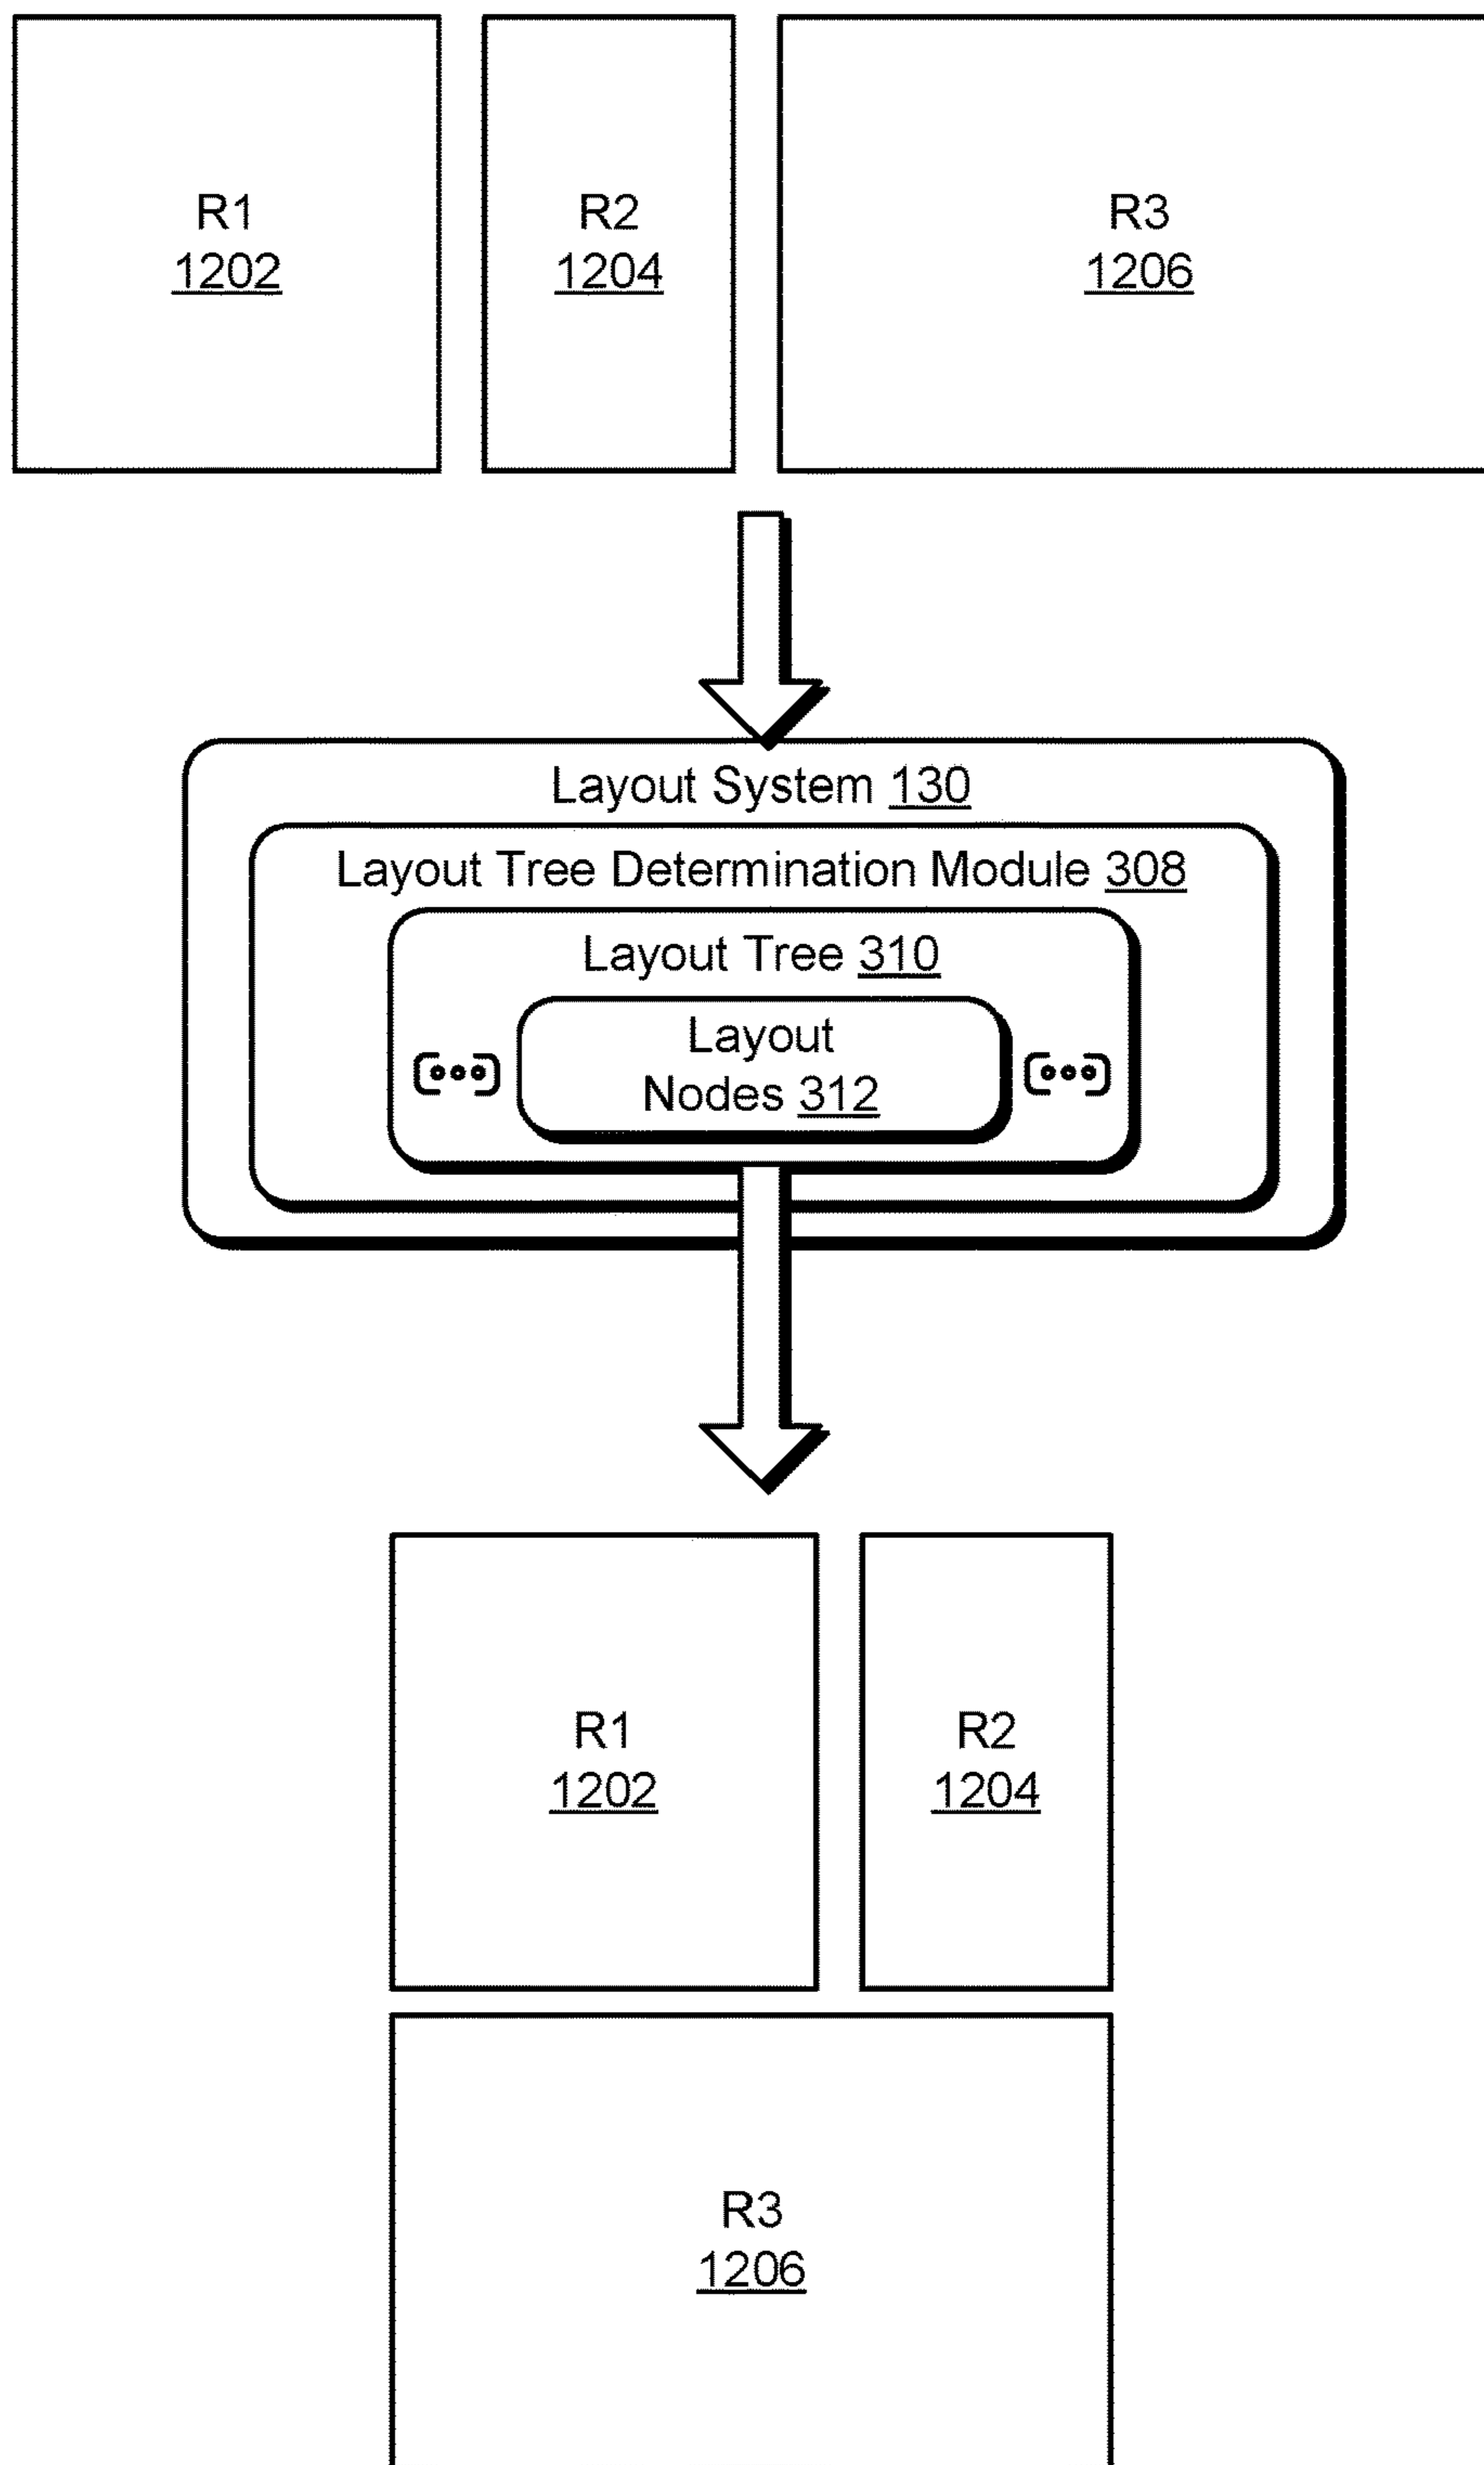 R1
1202
R2
1204
R3
1206
Layout System 130
Layout Tree Determination Module 308
Layout Tree 310
Layout
Nodes 312
R1
1202
R2
1204
R3
1206